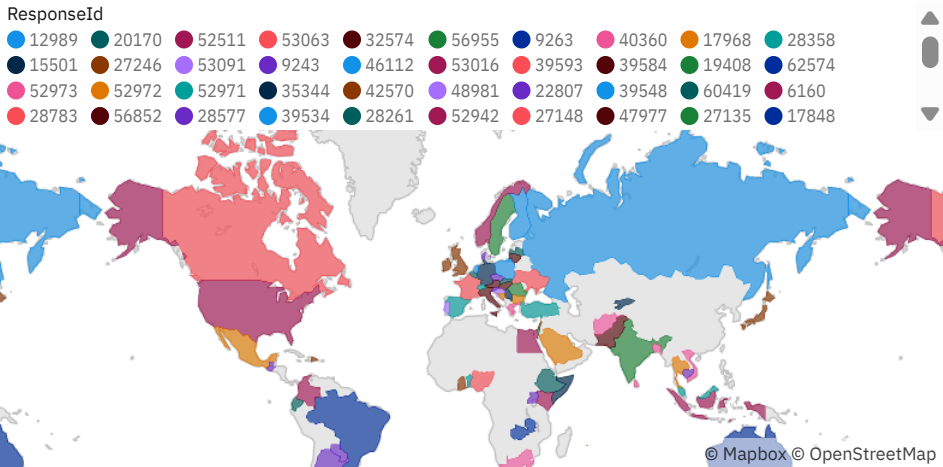 ResponseId
12989 20170 52511 53063 32574 56955 9263 40360 17968 28358
15501 27246 53091 9243 46112 53016 39593 39584 19408 62574
52973 52972 52971 35344 42570 48981 22807 39548 60419 6160
28783 56852 28577 39534 28261 52942 27148 47977 27135 17848
© Mapbox © OpenStreetMap